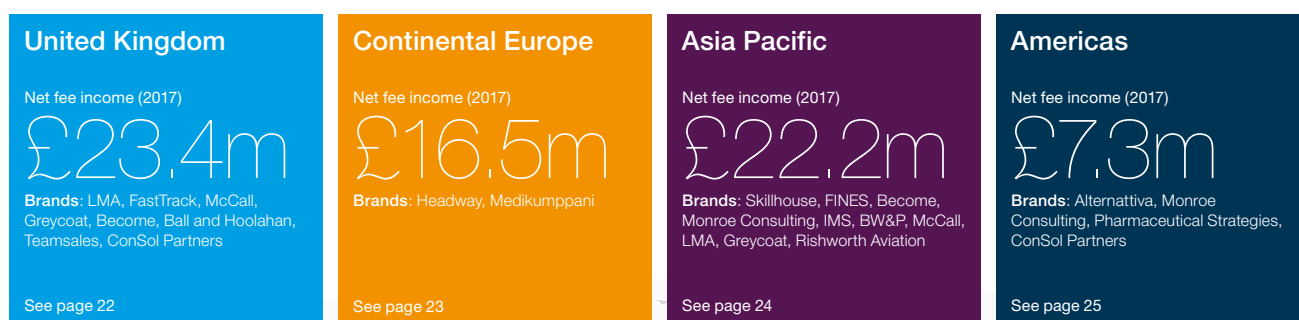 United Kingdom
Net fee income (2017)
£23.4m
Brands: LMA, FastTrack, McCall,
Greycoat, Become, Ball and Hoolahan,
Teamsales, ConSol Partners
See page 22
Continental Europe
Net fee income (2017)
£16.5m
Brands: Headway, Medikumppani
See page 23
Asia Pacific
Net fee income (2017)
£22.2m
Brands: Skillhouse, FINES, Become,
Monroe Consulting, IMS, BW&P, McCall,
LMA, Greycoat, Rishworth Aviation
See page 24
Americas
Net fee income (2017)
£7.3m
Brands: Alternattiva, Monroe
Consulting, Pharmaceutical Strategies,
ConSol Partners
See page 25